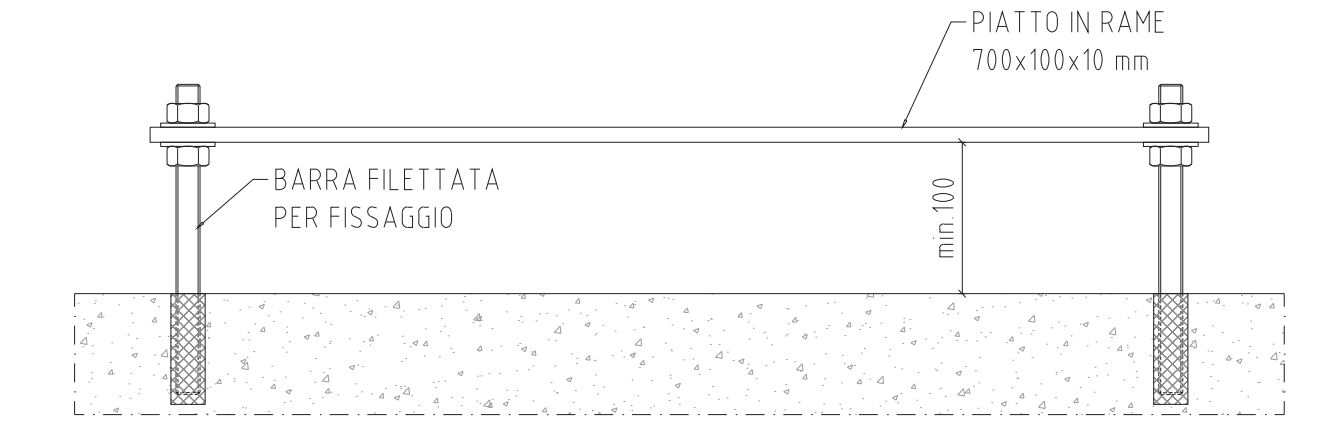 PIATTO IN RAME
700x100x10 mm
BARRA FILETTATA
PER FISSAGGIO
min.100